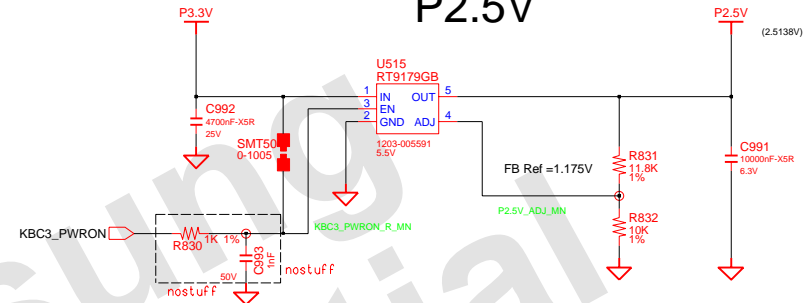 P2.5V
P3.3V
P2.5V
(2.5138V)
U515
RT9179GB
1 IN OUT 5
3 EN
2 GND ADJ 4
1203-005591
5.5V
C992
4700nF-X5R
25V
SMT50
0-1005
FB Ref =1.175V
R831
11.8K
1%
C991
10000nF-X5R
6.3V
P2.5V_ADJ_MN
R832
10K
1%
KBC3_PWRON
R830 1K 1%
KBC3_PWRON_R_MN
C993
1nF
50V
nostuff
nostuff